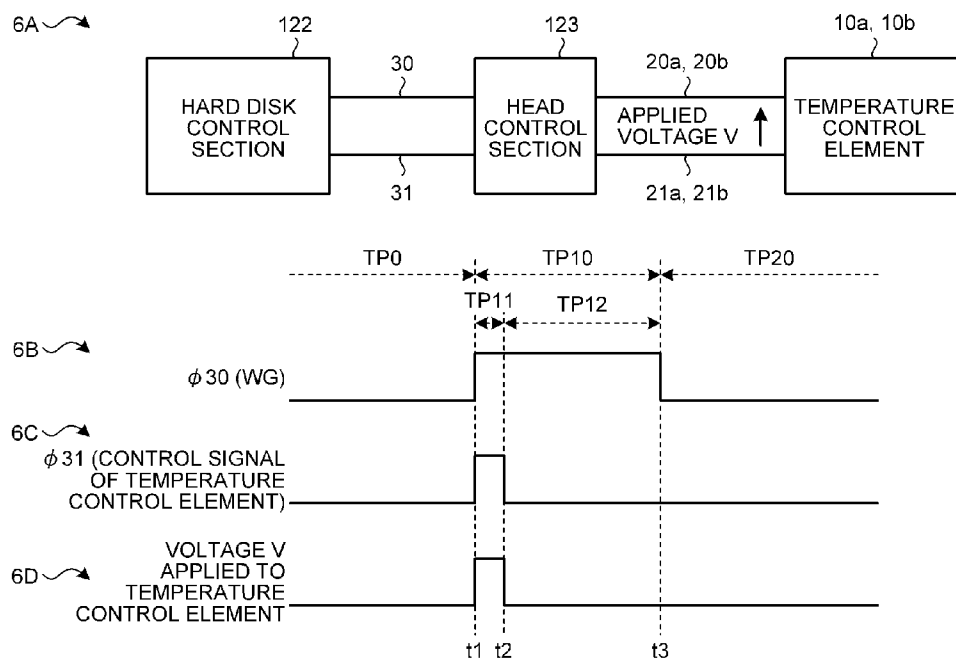 6A
122
30
123
20a, 20b
10a, 10b
HARD DISK
CONTROL
SECTION
HEAD
CONTROL
SECTION
APPLIED
VOLTAGE V
TEMPERATURE
CONTROL
ELEMENT
31
21a, 21b
TP0
TP10
TP20
TP11
TP12
6B
ϕ30 (WG)
6C
ϕ31 (CONTROL SIGNAL
OF TEMPERATURE
CONTROL ELEMENT)
6D
VOLTAGE V
APPLIED TO
TEMPERATURE
CONTROL ELEMENT
t1
t2
t3